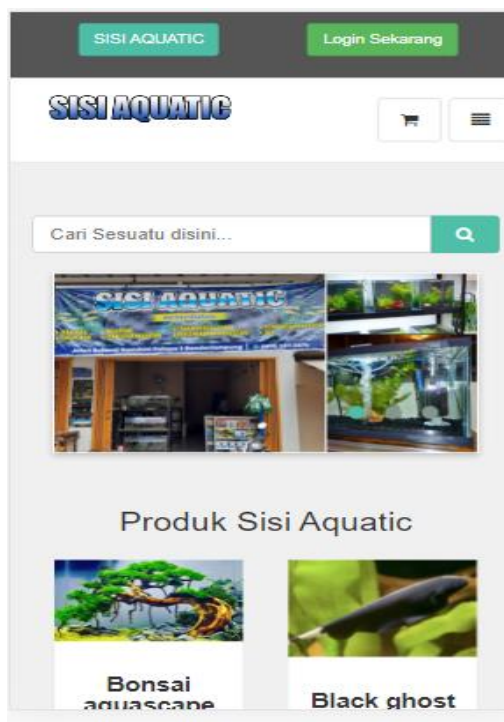 SISI AQUATIC
Login Sekarang
SISI AQUATIC
Cari Sesuatu disini...
SISI AQUATIC
Produk Sisi Aquatic
Bonsai
aquascape
Black ghost